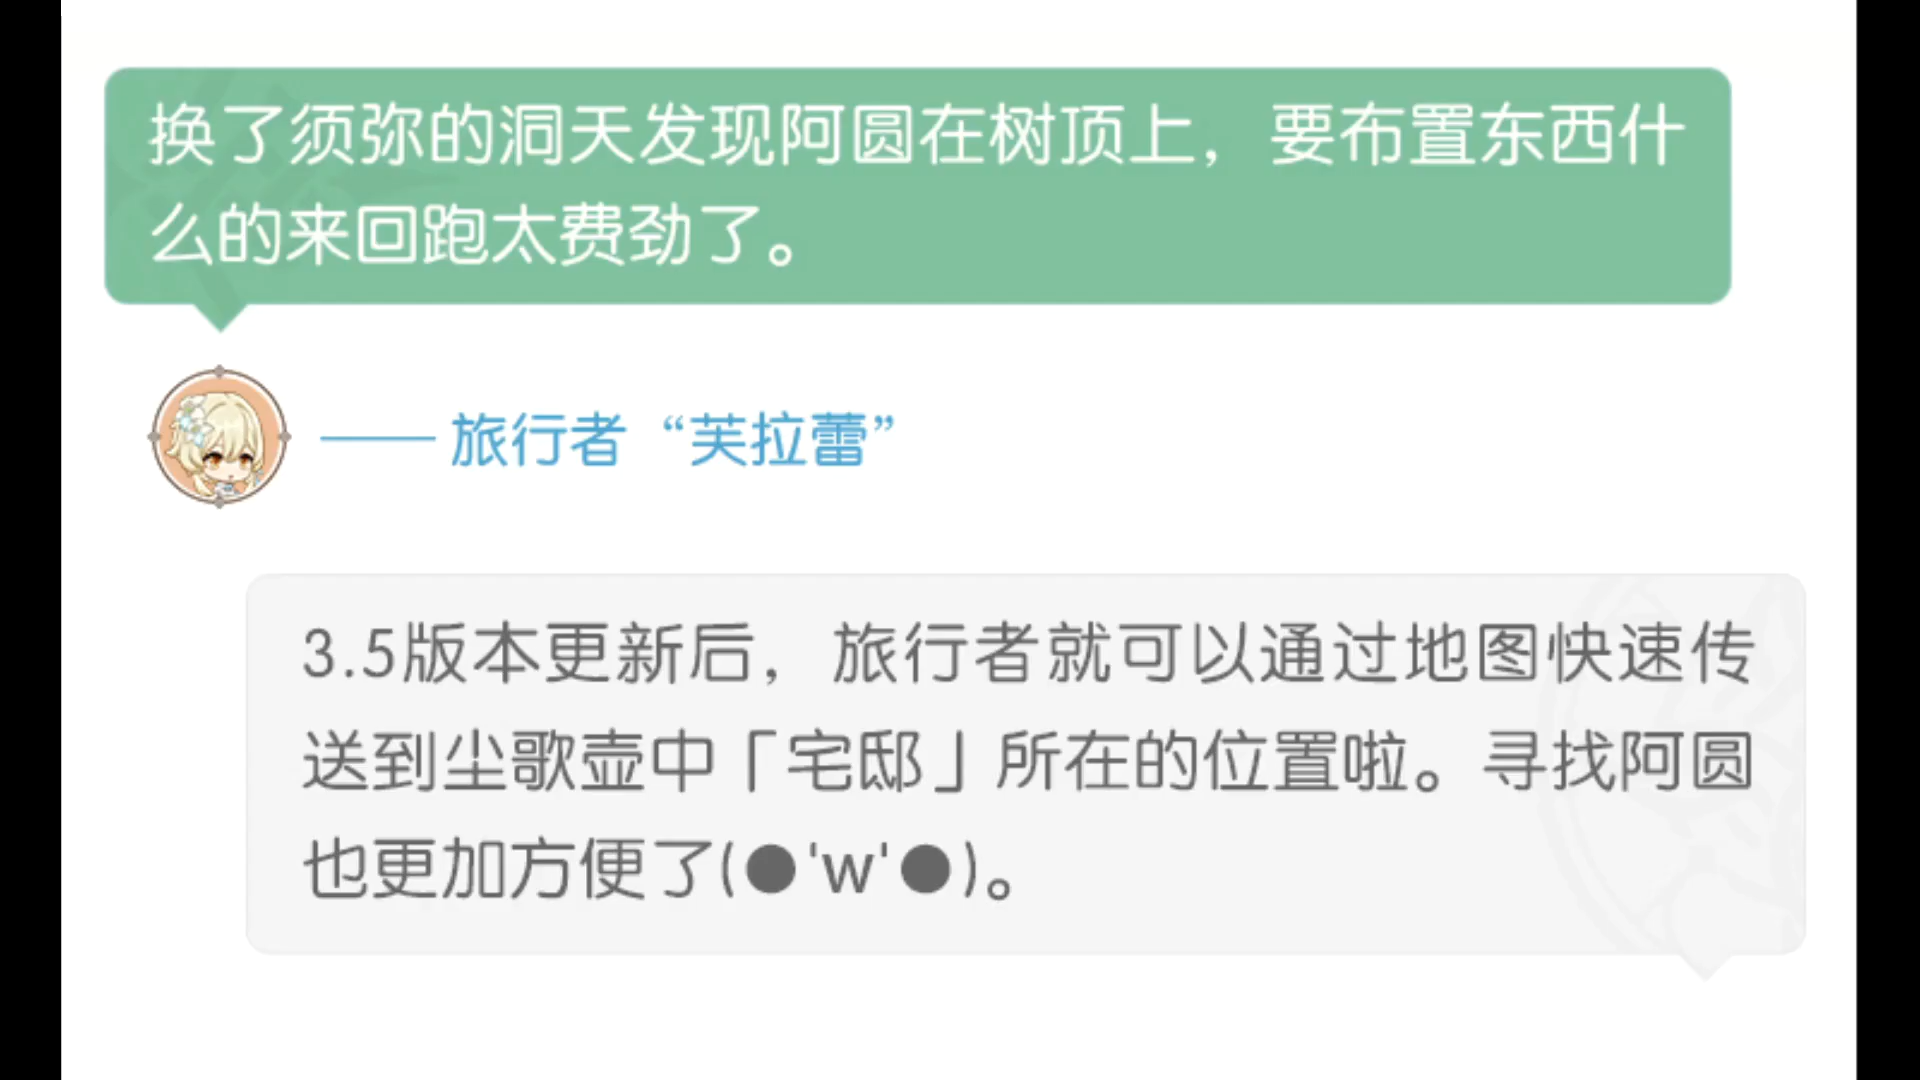 换了须弥的洞天发现阿圆在树顶上，要布置东西什
么的来回跑太费劲了。
——旅行者“芙拉蕾”
3.5版本更新后，旅行者就可以通过地图快速传
送到尘歌壶中「宅邸」所在的位置啦。寻找阿圆
也更加方便了(●'w'●)。